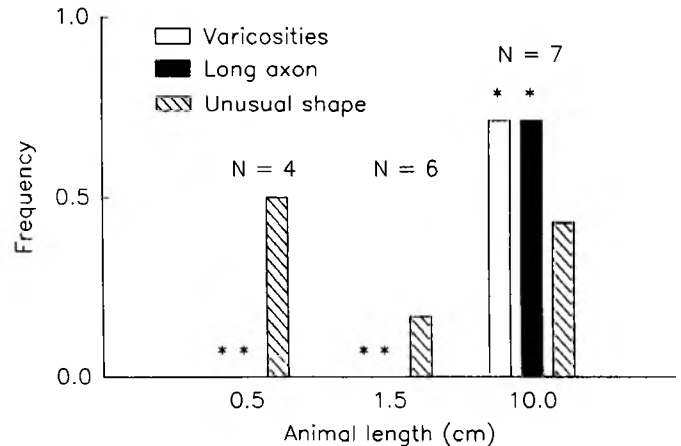 1.0
Varicosities
Long axon
Unusual shape
N = 7
* *
N = 4
N = 6
0.5
Frequency
* *
* *
0.0
0.5
1.5
10.0
Animal length (cm)